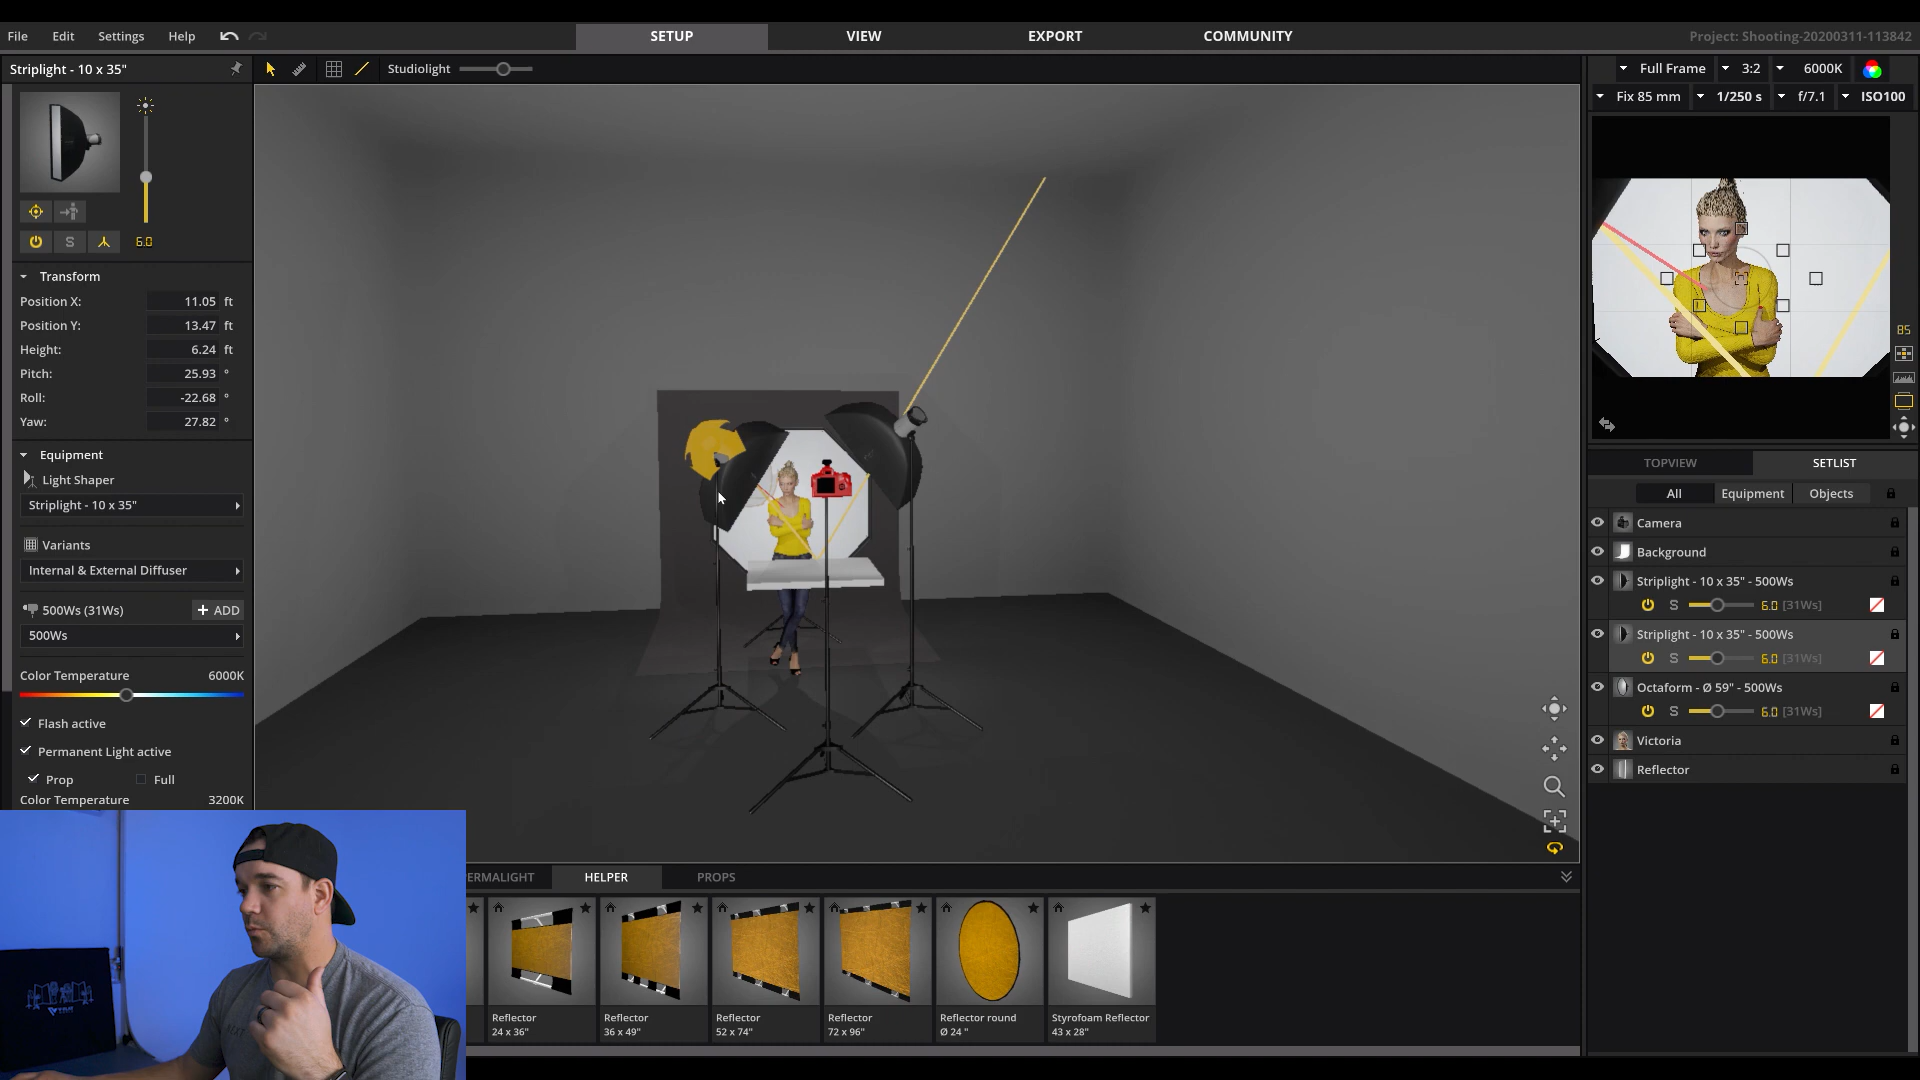 File Edit Settings Help SETUP VIEW EXPORT COMMUNITY Project: Shooting-20200311-113842
Striplight - 10 x 35" Studiolight Full Frame 3:2 6000K
Fix 85 mm 1/250 s f/7.1 ISO100
S 6.0
Transform
Position X: 11.05 ft
Position Y: 13.47 ft
Height: 6.24 ft
Pitch: 25.93 °
Roll: -22.68 °
Yaw: 27.82 °
85
Equipment
Light Shaper
Striplight - 10 x 35"
Variants
Internal & External Diffuser
500Ws (31Ws) + ADD
500Ws
Color Temperature 6000K
Flash active
Permanent Light active
Prop Full
Color Temperature 3200K
TOPVIEW SETLIST
All Equipment Objects
Camera
Background
Striplight - 10 x 35" - 500Ws
S 6.0 [31Ws]
Striplight - 10 x 35" - 500Ws
S 6.0 [31Ws]
Octaform - Ø 59" - 500Ws
S 6.0 [31Ws]
Victoria
Reflector
ERMALIGHT HELPER PROPS
Reflector
24 x 36"
Reflector
36 x 49"
Reflector
52 x 74"
Reflector
72 x 96"
Reflector round
Ø 24 "
Styrofoam Reflector
43 x 28"